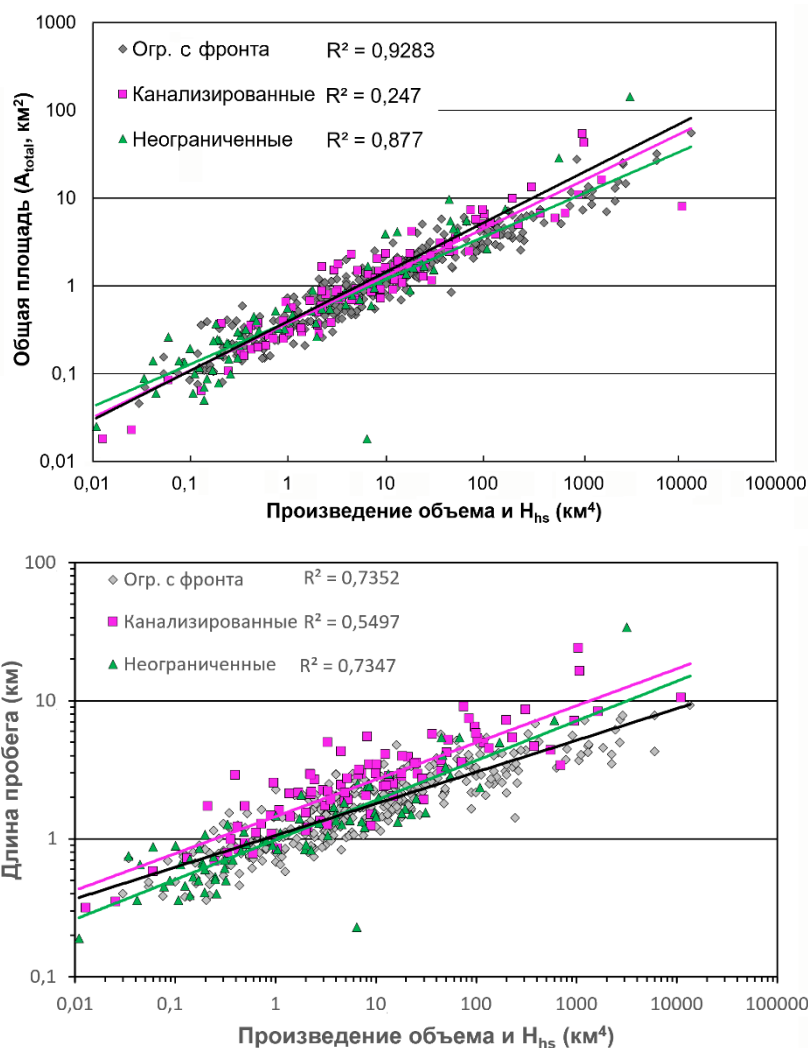 1000
100
10
1
0,1
0,01
Общая площадь (A_total, км²)
Огр. с фронта R² = 0,9283
Канализированные R² = 0,247
Неограниченные R² = 0,877
0,01 0,1 1 10 100 1000 10000 100000
Произведение объема и H_hs (км⁴)
100
10
1
0,1
Длина пробега (км)
Огр. с фронта R² = 0,7352
Канализированные R² = 0,5497
Неограниченные R² = 0,7347
0,01 0,1 1 10 100 1000 10000 100000
Произведение объема и H_hs (км⁴)